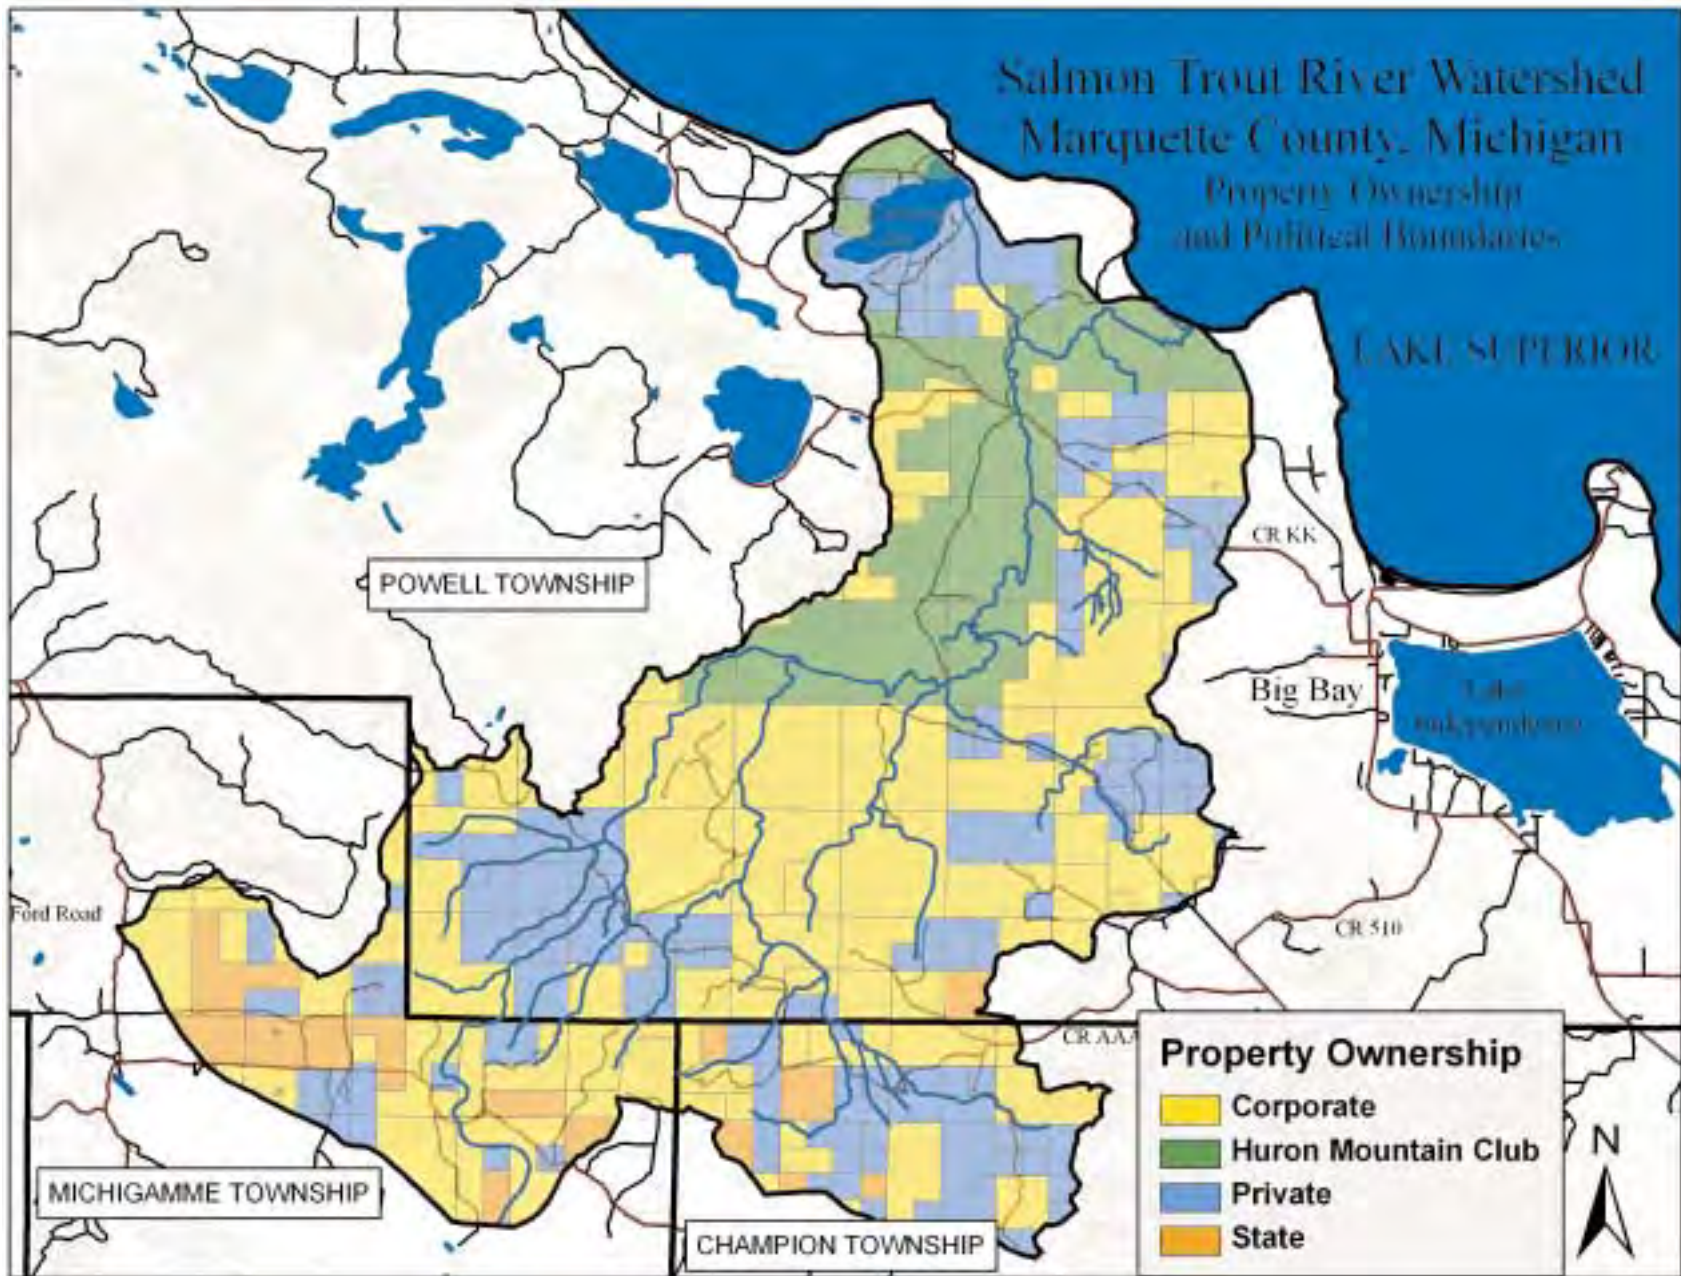 Salmon Trout River Watershed
Marquette County, Michigan
Property Ownership
and Political Boundaries
LAKE SUPERIOR
CR KK
POWELL TOWNSHIP
Big Bay
Lake
Independence
Ford Road
CR 510
CR AAA
Property Ownership
Corporate
Huron Mountain Club
Private
State
N
MICHIGAMME TOWNSHIP
CHAMPION TOWNSHIP